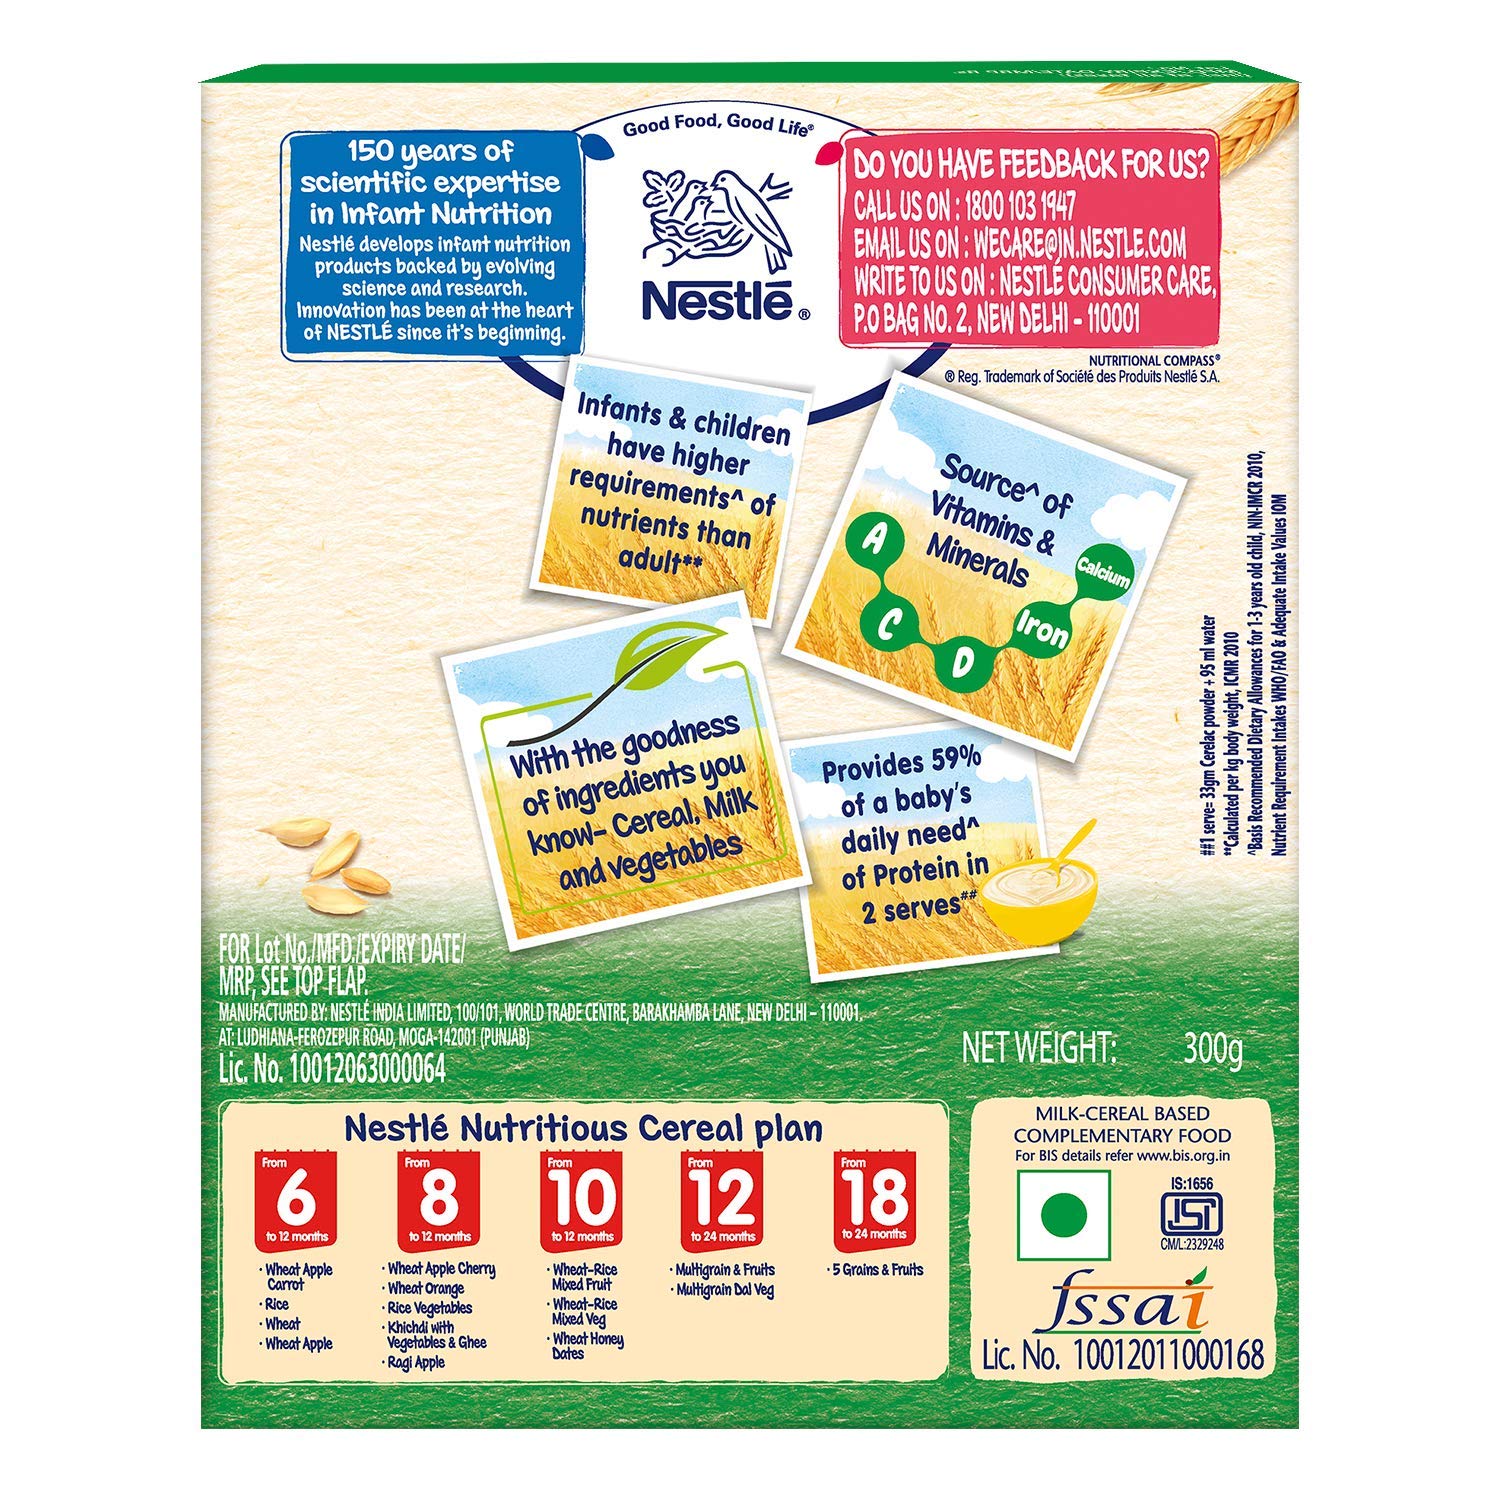 150 years of
scientific expertise
in Infant Nutrition
Nestlé develops infant nutrition
products backed by evolving
science and research.
Innovation has been at the heart
of NESTLÉ since it's beginning.
Good Food, Good Life®
Nestlé®
DO YOU HAVE FEEDBACK FOR US?
CALL US ON : 1800 103 1947
EMAIL US ON : WECARE@IN.NESTLE.COM
WRITE TO US ON : NESTLÉ CONSUMER CARE,
P.O BAG NO. 2, NEW DELHI - 110001
NUTRITIONAL COMPASS®
® Reg. Trademark of Société des Produits Nestlé S.A.
Infants & children
have higher
requirements^ of
nutrients than
adult**
Source^ of
Vitamins &
Minerals
A
C
D
Iron
Calcium
With the goodness
of ingredients you
know- Cereal, Milk
and vegetables
Provides 59%
of a baby's
daily need^
of Protein in
2 serves##
##1 serve= 33gm Cerelac powder + 95 ml water
**Calculated per kg body weight, ICMR 2010
^Basis Recommended Dietary Allowances for 1-3 years old child, NIN-IMCR 2010,
Nutrient Requirement Intakes WHO/FAO & Adequate Intake Values IOM
FOR Lot No./MFD./EXPIRY DATE/
MRP, SEE TOP FLAP.
MANUFACTURED BY: NESTLÉ INDIA LIMITED, 100/101, WORLD TRADE CENTRE, BARAKHAMBA LANE, NEW DELHI – 110001.
AT: LUDHIANA-FEROZEPUR ROAD, MOGA-142001 (PUNJAB)
Lic. No. 10012063000064
NET WEIGHT: 300g
Nestlé Nutritious Cereal plan
From
6
to 12 months
· Wheat Apple
Carrot
· Rice
· Wheat
· Wheat Apple
From
8
to 12 months
· Wheat Apple Cherry
· Wheat Orange
· Rice Vegetables
· Khichdi with
Vegetables & Ghee
· Ragi Apple
From
10
to 12 months
· Wheat-Rice
Mixed Fruit
· Wheat-Rice
Mixed Veg
· Wheat Honey
Dates
From
12
to 24 months
· Multigrain & Fruits
· Multigrain Dal Veg
From
18
to 24 months
· 5 Grains & Fruits
MILK-CEREAL BASED
COMPLEMENTARY FOOD
For BIS details refer www.bis.org.in
IS:1656
ISI
CM/L:2329248
fssai
Lic. No. 10012011000168